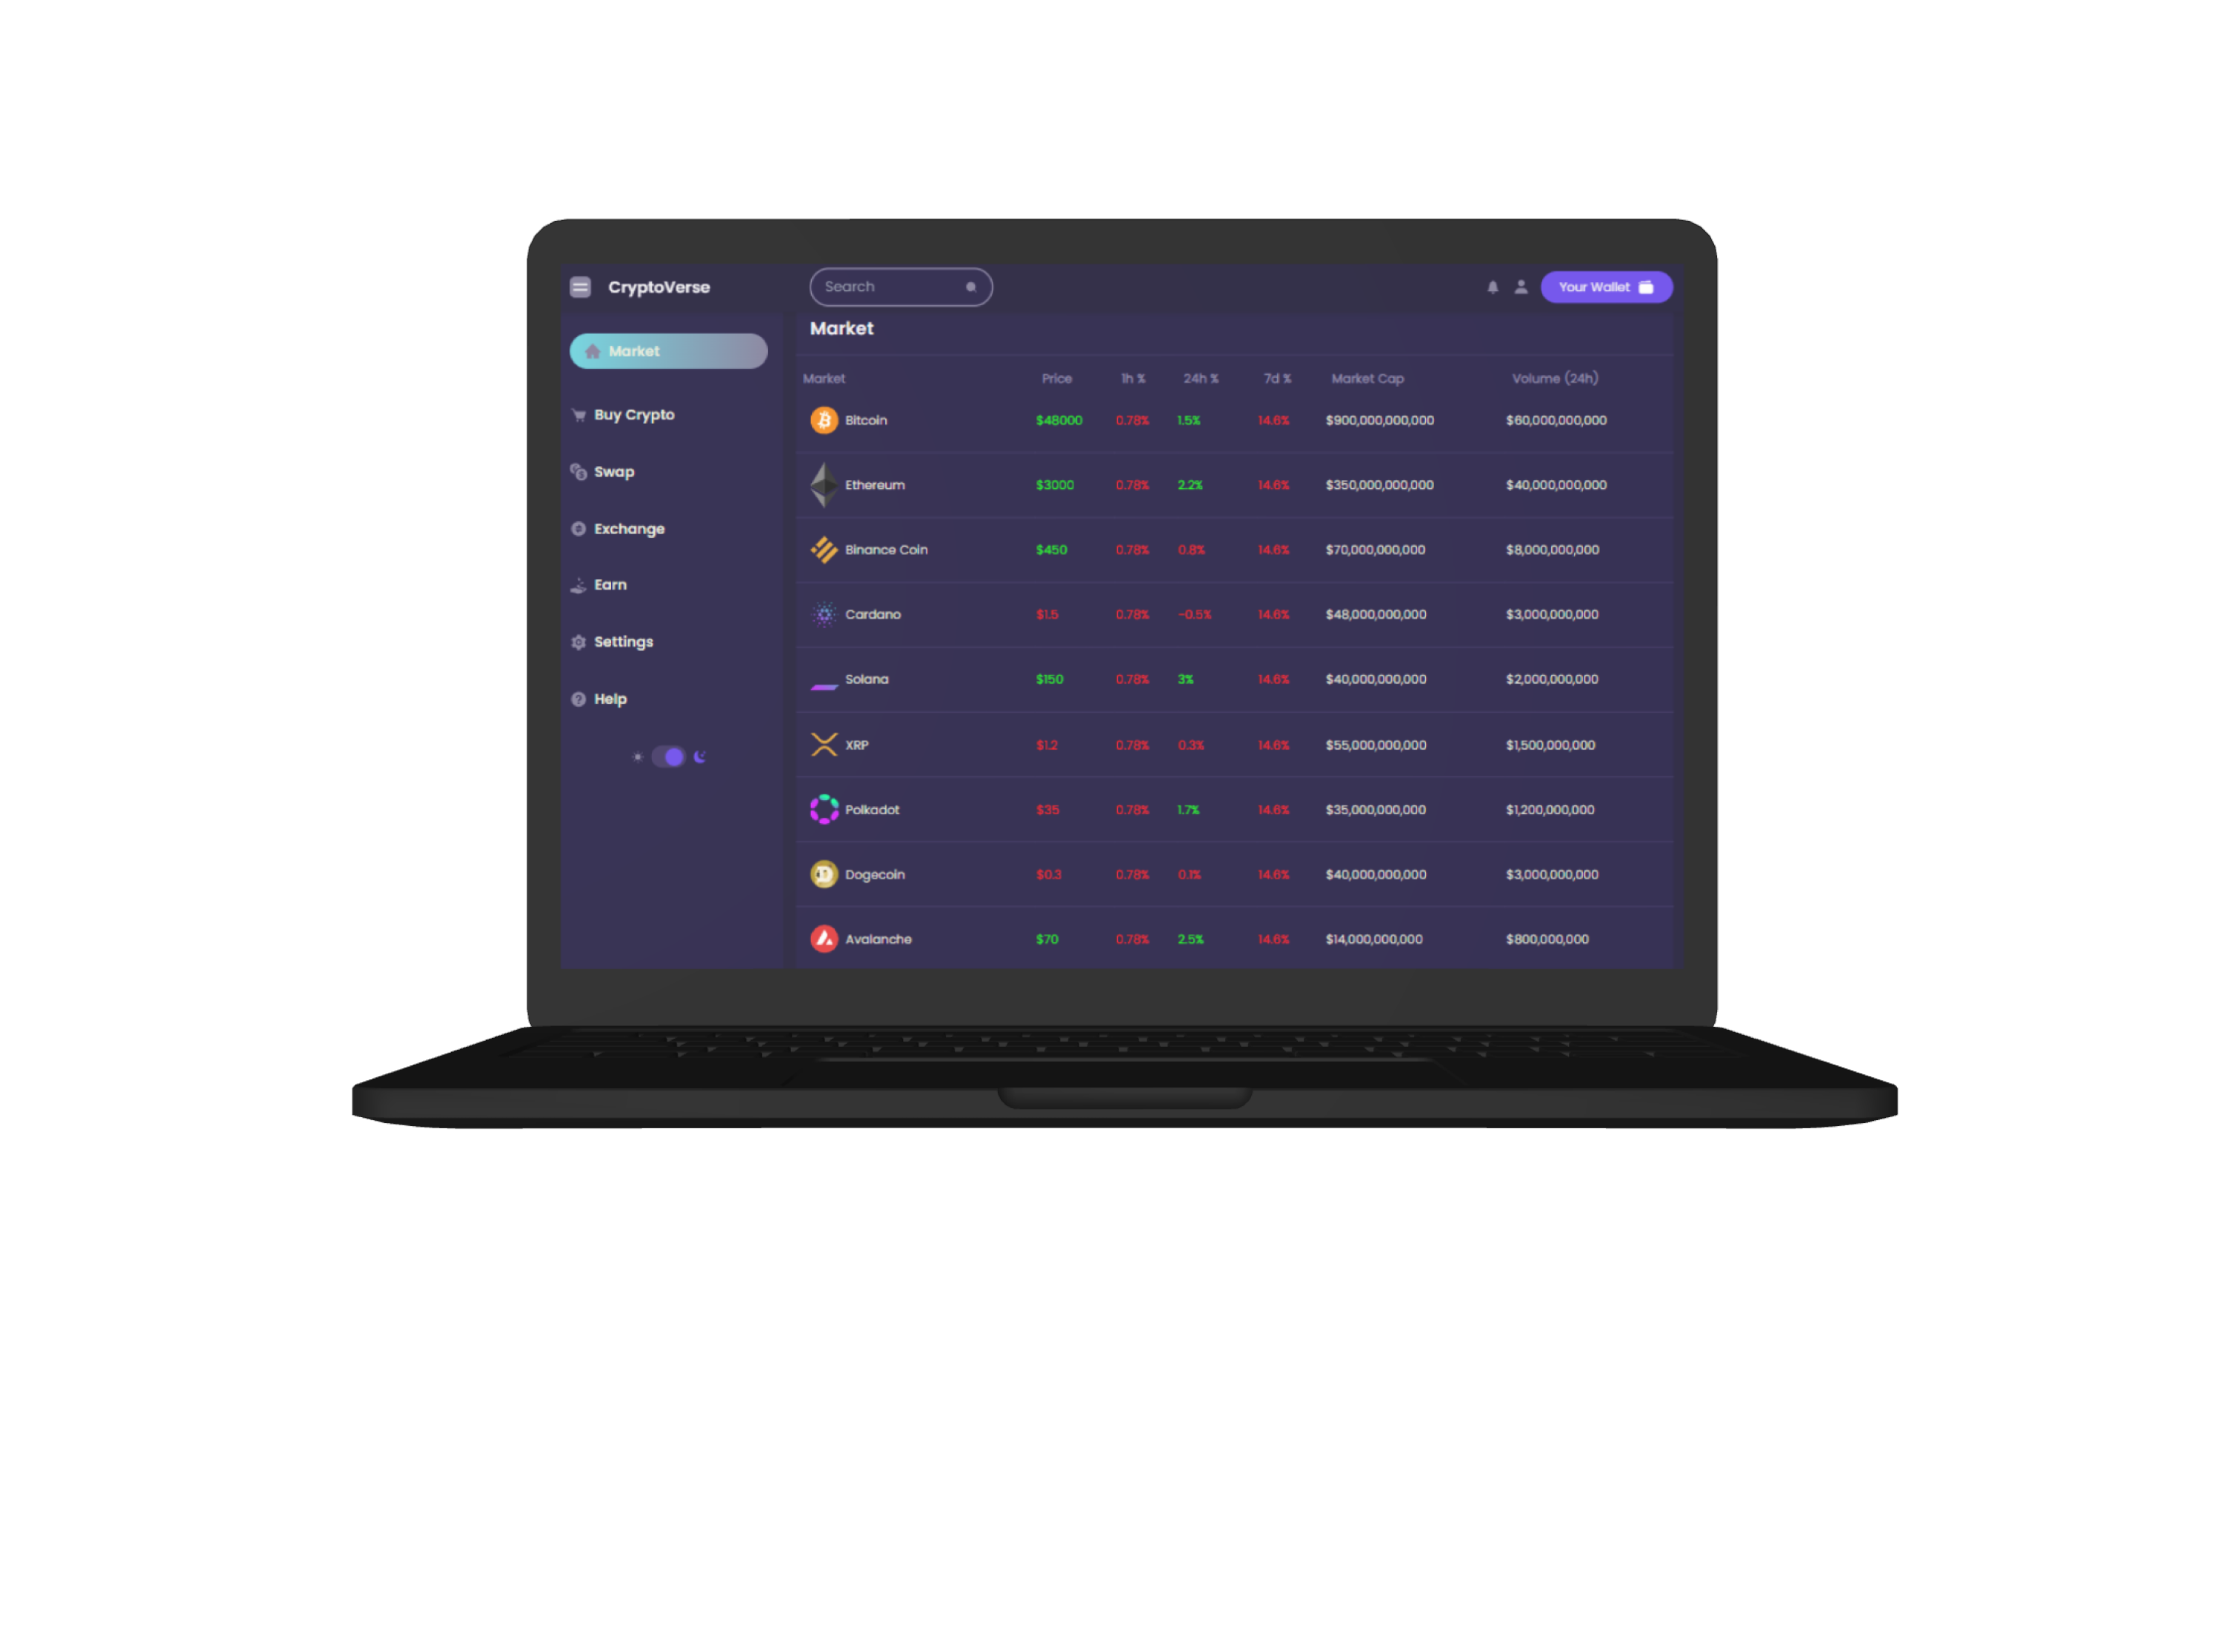 CryptoVerse Search Your Wallet
Market
Buy Crypto
Swap
Exchange
Earn
Settings
Help
Market
Market Price 1h % 24h % 7d % Market Cap Volume (24h)
Bitcoin $48000 0.78% 1.5% 14.6% $900,000,000,000 $60,000,000,000
Ethereum $3000 0.78% 2.2% 14.6% $350,000,000,000 $40,000,000,000
Binance Coin $450 0.78% 0.8% 14.6% $70,000,000,000 $8,000,000,000
Cardano $1.5 0.78% -0.5% 14.6% $48,000,000,000 $3,000,000,000
Solana $150 0.78% 3% 14.6% $40,000,000,000 $2,000,000,000
XRP $1.2 0.78% 0.3% 14.6% $55,000,000,000 $1,500,000,000
Polkadot $35 0.78% 1.7% 14.6% $35,000,000,000 $1,200,000,000
Dogecoin $0.3 0.78% 0.1% 14.6% $40,000,000,000 $3,000,000,000
Avalanche $70 0.78% 2.5% 14.6% $14,000,000,000 $800,000,000